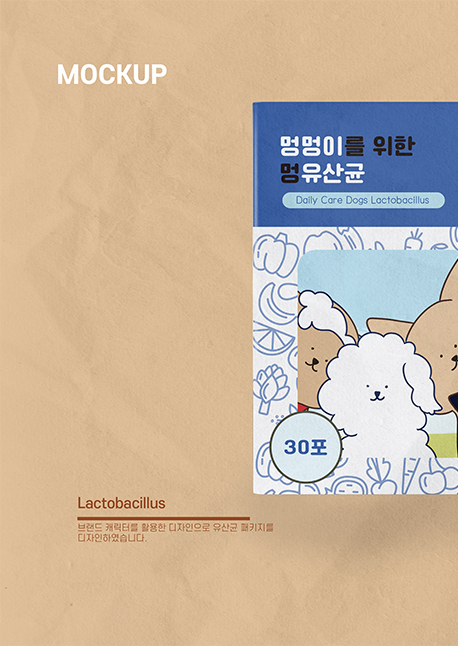 MOCKUP
멍멍이를 위한
멍유산균
Daily Care Dogs Lactobacillus
30포
Lactobacillus
브랜드 캐릭터를 활용한 디자인으로 유산균 패키지를
디자인하였습니다.